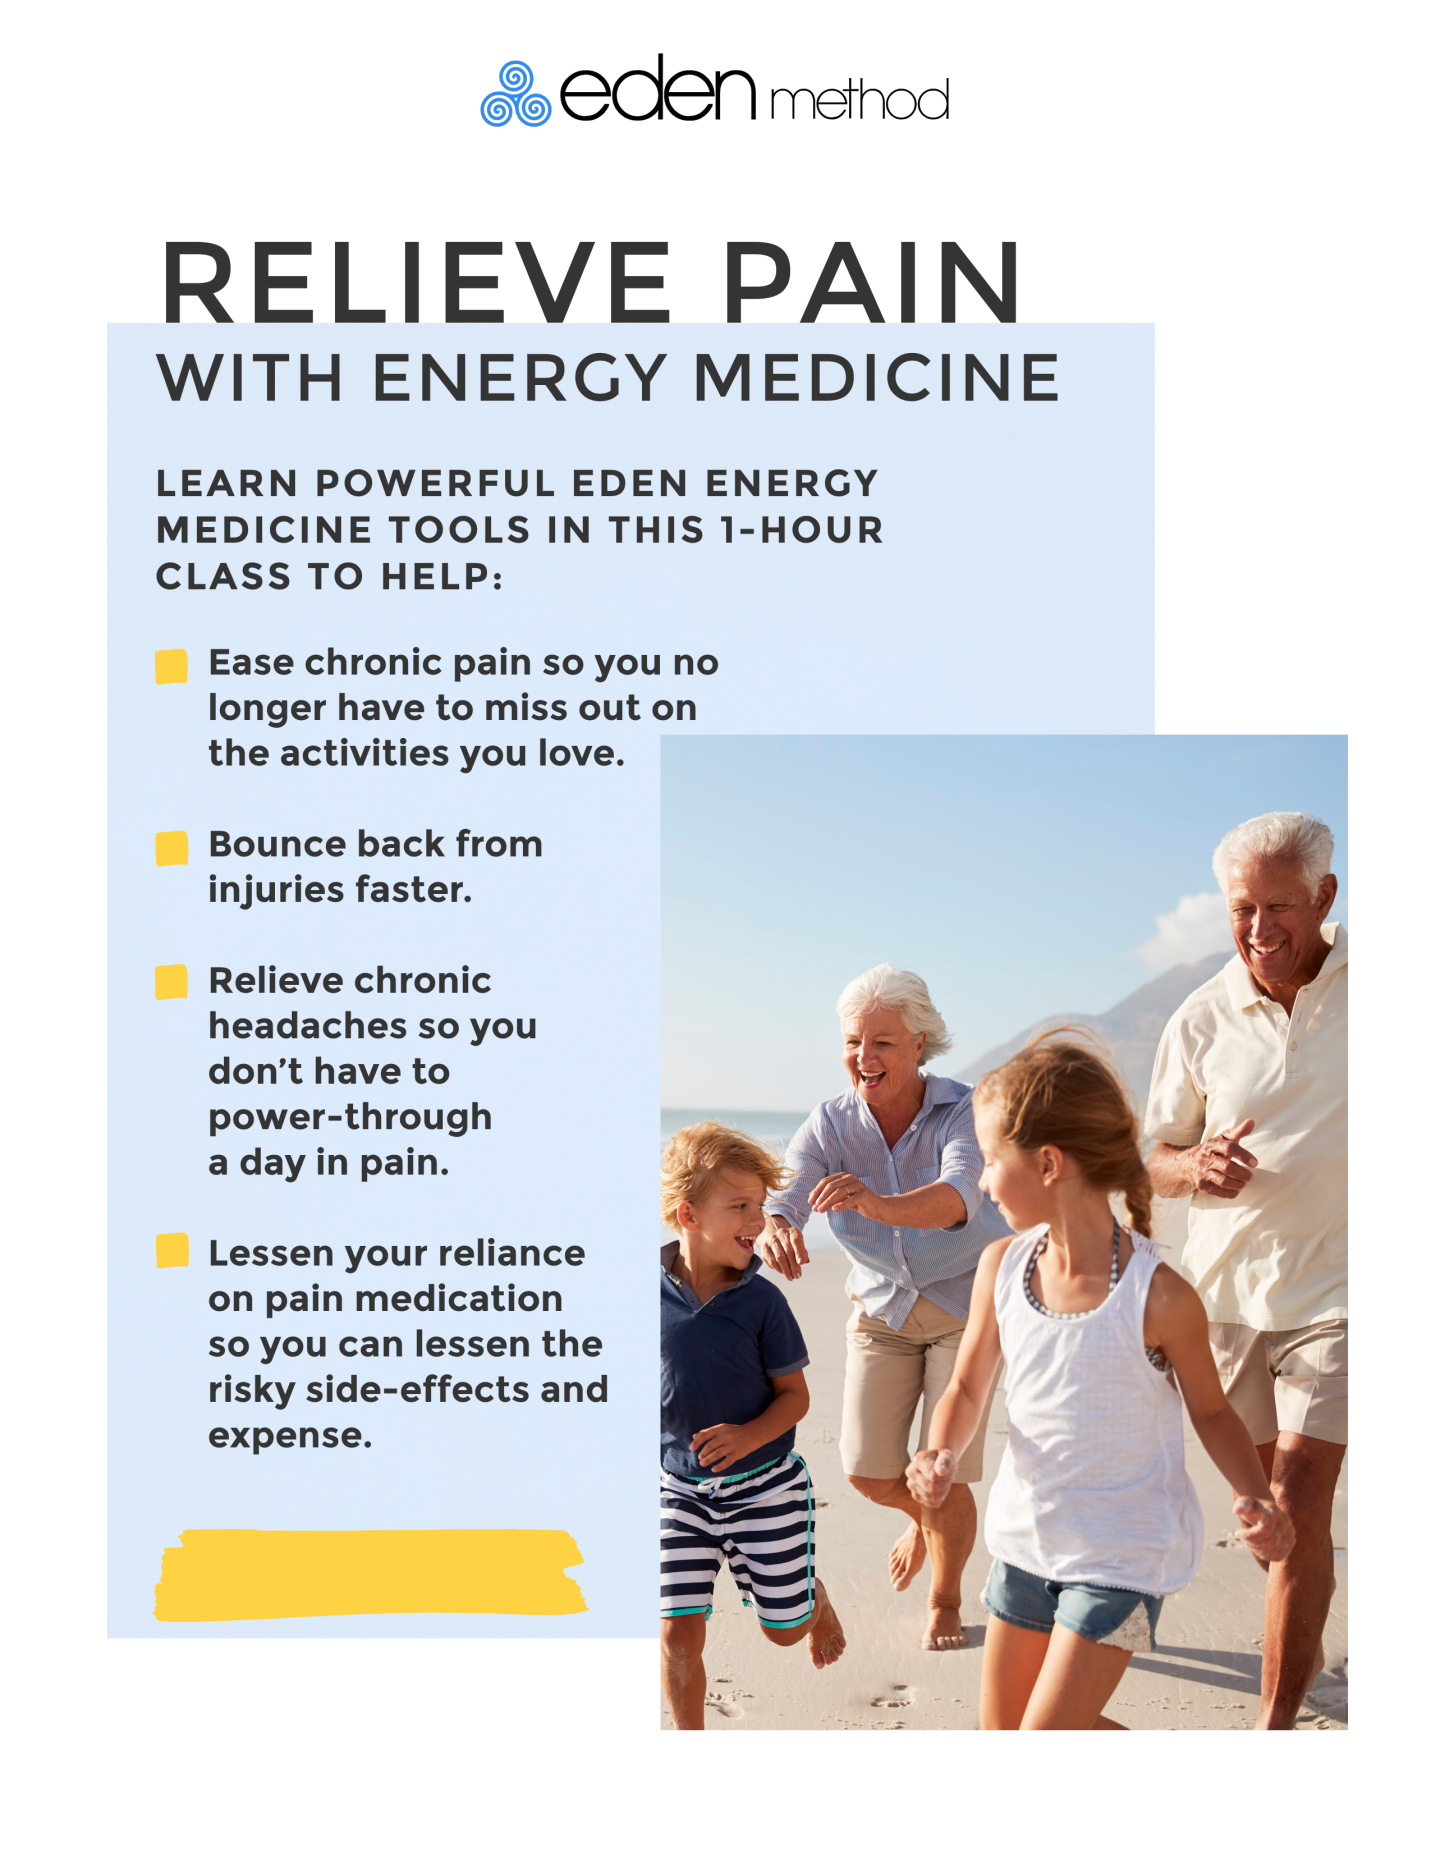 eden method
RELIEVE PAIN
WITH ENERGY MEDICINE
LEARN POWERFUL EDEN ENERGY
MEDICINE TOOLS IN THIS 1-HOUR
CLASS TO HELP:
Ease chronic pain so you no
longer have to miss out on
the activities you love.
Bounce back from
injuries faster.
Relieve chronic
headaches so you
don’t have to
power-through
a day in pain.
Lessen your reliance
on pain medication
so you can lessen the
risky side-effects and
expense.